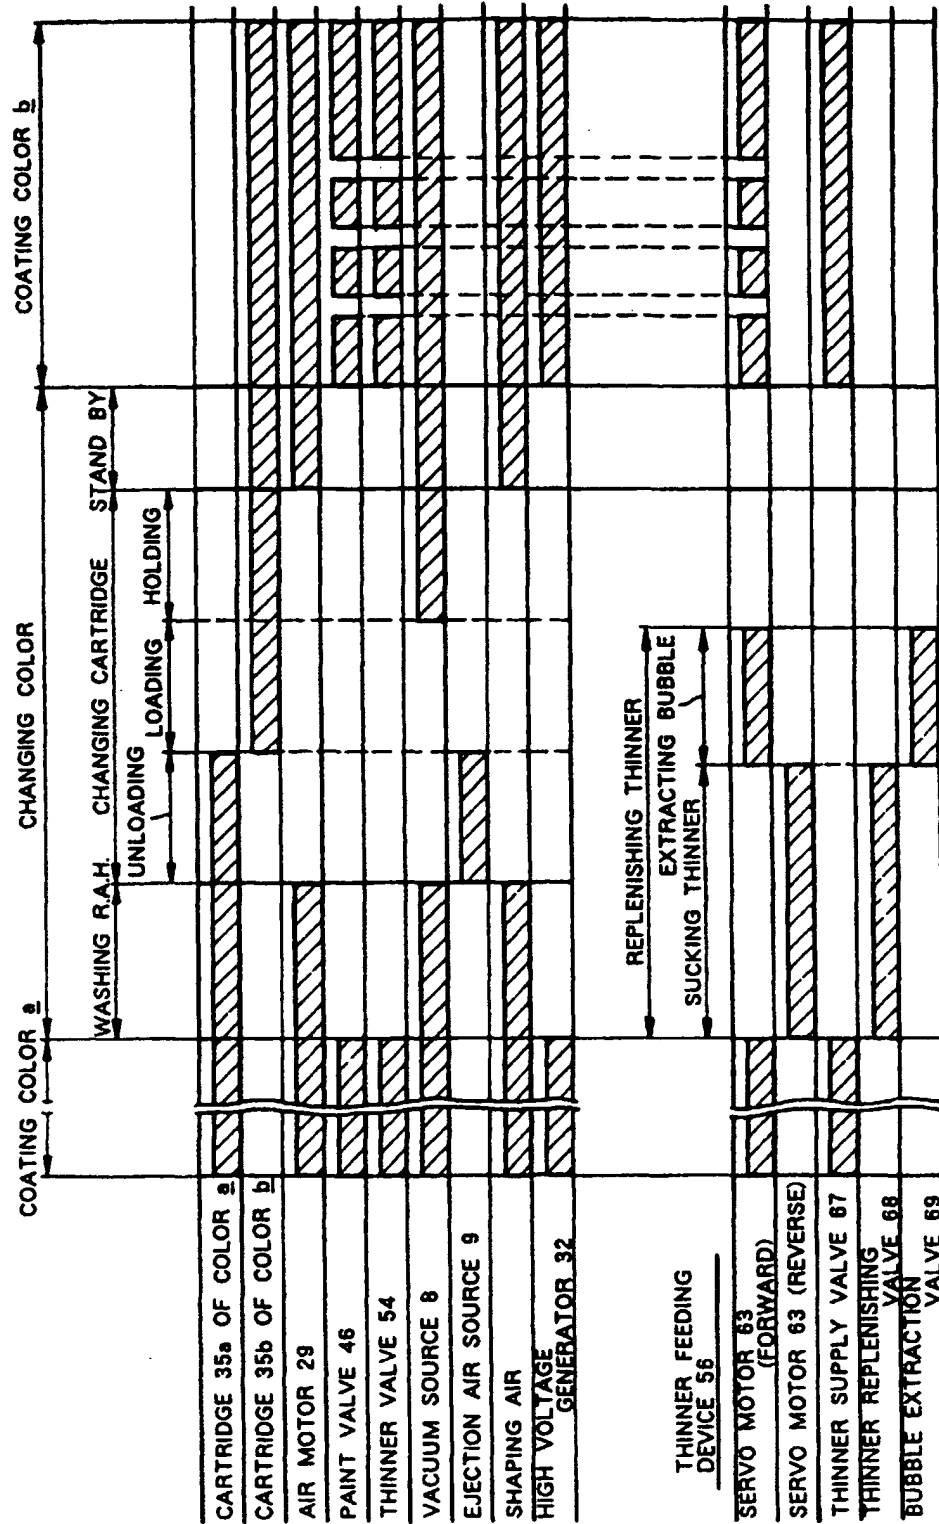 COATING COLOR a
CHANGING COLOR
COATING COLOR b
WASHING R.A.H.
CHANGING CARTRIDGE
STAND BY
UNLOADING
LOADING
HOLDING
CARTRIDGE 35a OF COLOR a
CARTRIDGE 35b OF COLOR b
AIR MOTOR 29
PAINT VALVE 46
THINNER VALVE 54
VACUUM SOURCE 8
EJECTION AIR SOURCE 9
SHAPING AIR
HIGH VOLTAGE
GENERATOR 32
REPLENISHING THINNER
EXTRACTING BUBBLE
SUCKING THINNER
THINNER FEEDING
DEVICE 56
SERVO MOTOR 63
(FORWARD)
SERVO MOTOR 63 (REVERSE)
THINNER SUPPLY VALVE 67
THINNER REPLENISHING
VALVE 68
BUBBLE EXTRACTION
VALVE 69